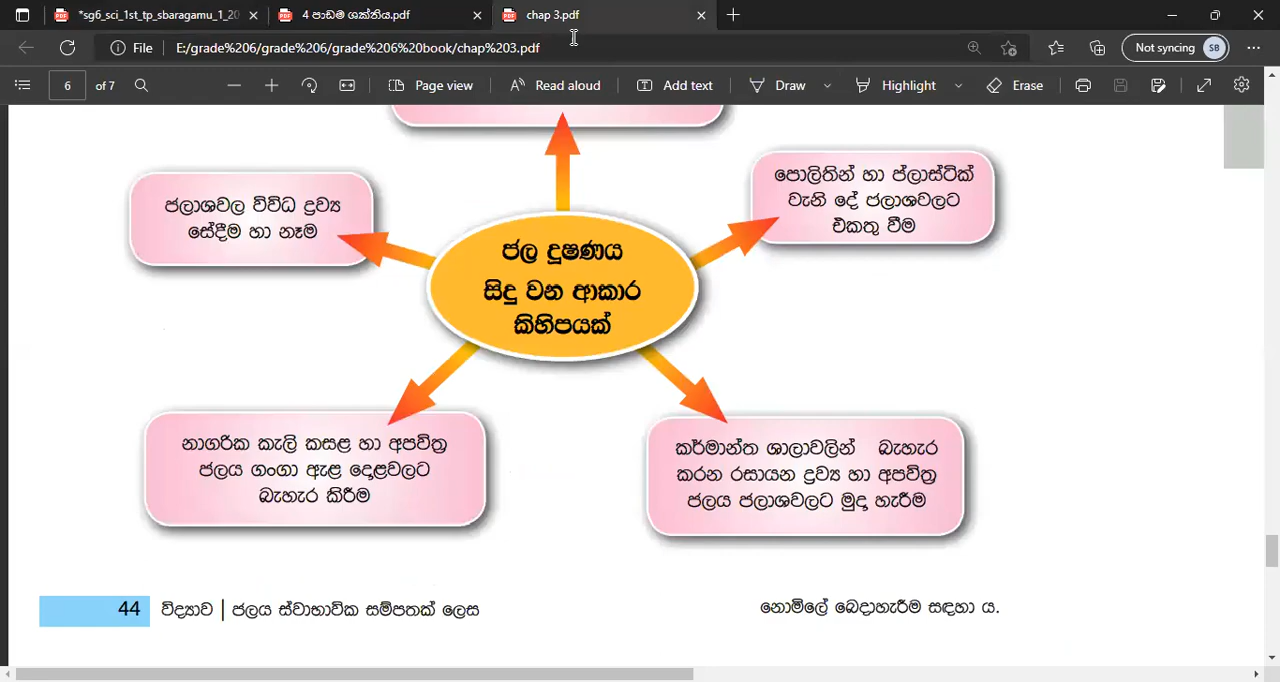 *sg6_sci_1st_tp_sbaragamu_1_20
4 පාඩම ශක්තිය.pdf
chap 3.pdf
File
E:/grade%206/grade%206/grade%206%20book/chap%203.pdf
Not syncing
SB
6
of 7
Page view
Read aloud
Add text
Draw
Highlight
Erase
පොලිතින් හා ප්ලාස්ටික්
වැනි දේ ජලාශවලට
එකතු වීම
ජලාශවල විවිධ ද්‍රව්‍ය
සේදීම හා නෑම
ජල දූෂණය
සිදු වන ආකාර
කිහිපයක්
නාගරික කැලි කසළ හා අපවිත්‍ර
ජලය ගංගා ඇළ දොළවලට
බැහැර කිරීම
කර්මාන්ත ශාලාවලින් බැහැර
කරන රසායන ද්‍රව්‍ය හා අපවිත්‍ර
ජලය ජලාශවලට මුදා හැරීම
44
විද්‍යාව | ජලය ස්වාභාවික සම්පතක් ලෙස
නොමිලේ බෙදාහැරීම සඳහා ය.